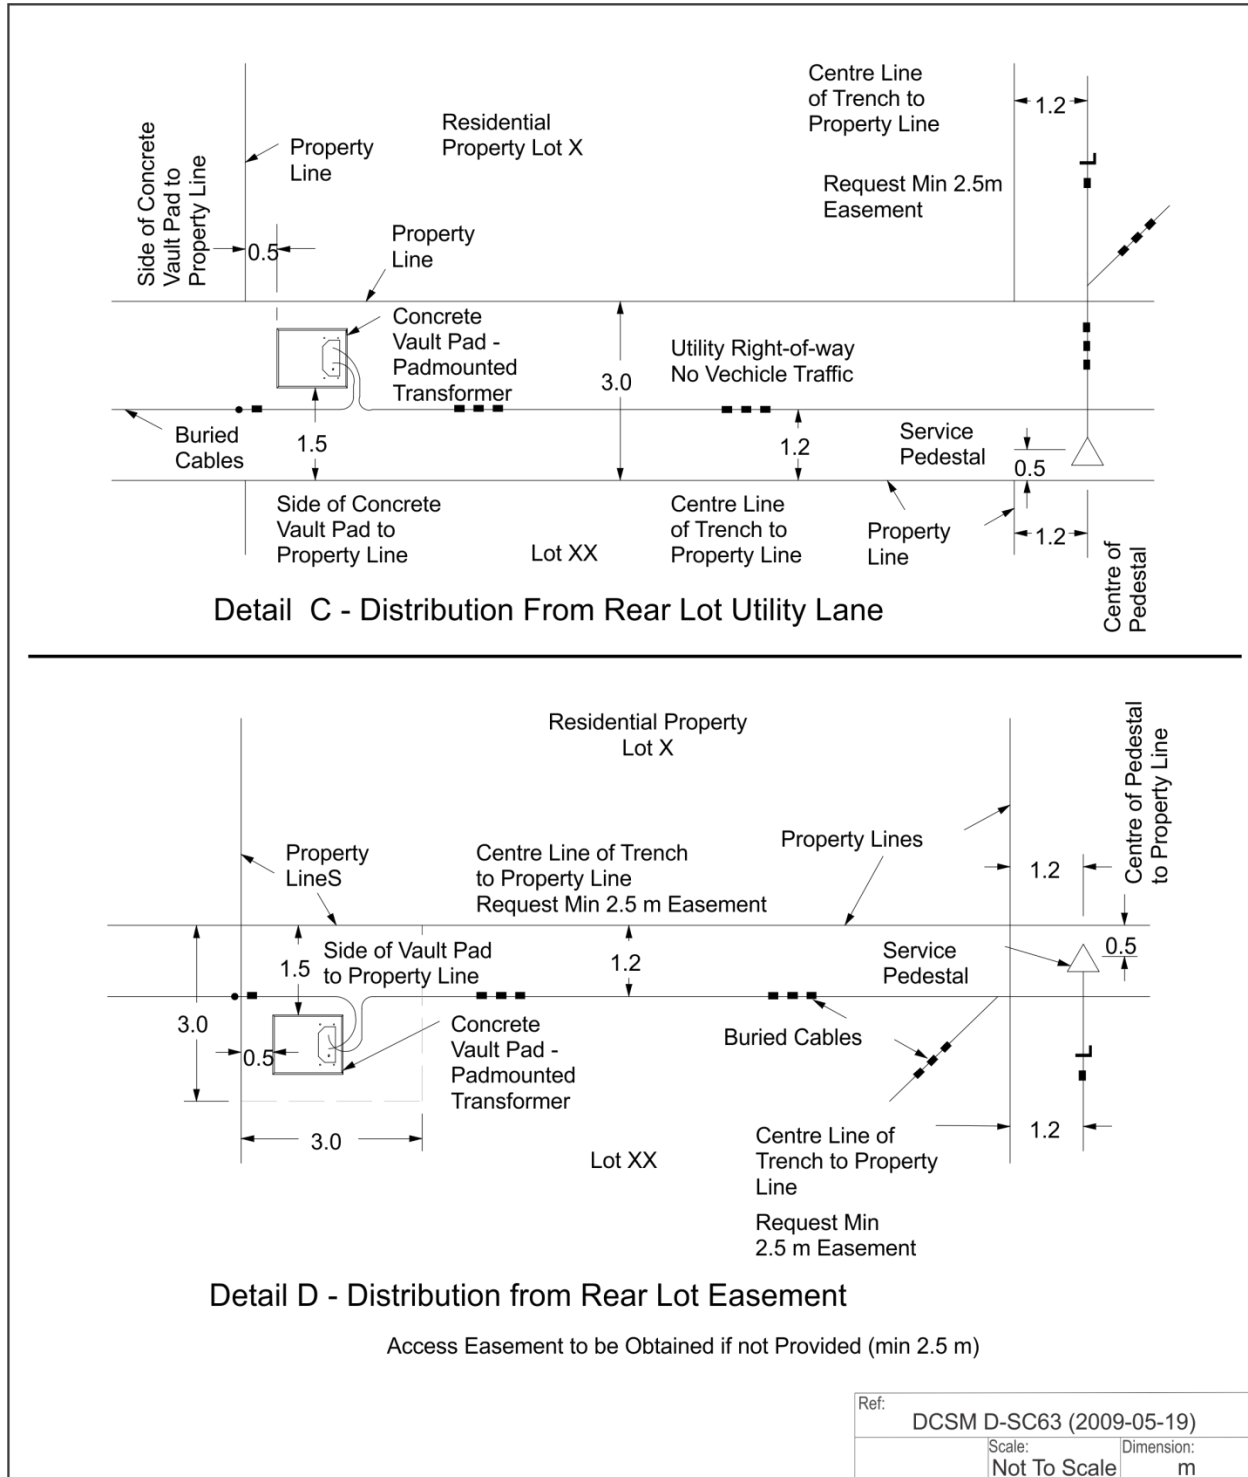 Centre Line
of Trench to
Property Line
1.2
Residential
Property Lot X
Property
Line
Side of Concrete
Vault Pad to
Property Line
Request Min 2.5m
Easement
L
0.5
Property
Line
Concrete
Vault Pad -
Padmounted
Transformer
3.0
Utility Right-of-way
No Vechicle Traffic
Buried
Cables
1.5
1.2
Service
Pedestal
0.5
Side of Concrete
Vault Pad to
Property Line
Lot XX
Centre Line
of Trench to
Property Line
Property
Line
1.2
Centre of
Pedestal
Detail C - Distribution From Rear Lot Utility Lane
Residential Property
Lot X
Centre of Pedestal
to Property Line
Property
LineS
Centre Line of Trench
to Property Line
Request Min 2.5 m Easement
Property Lines
1.2
1.5
Side of Vault Pad
to Property Line
1.2
Service
Pedestal
0.5
3.0
0.5
Concrete
Vault Pad -
Padmounted
Transformer
Buried Cables
L
3.0
Lot XX
Centre Line of
Trench to Property
Line
1.2
Request Min
2.5 m Easement
Detail D - Distribution from Rear Lot Easement
Access Easement to be Obtained if not Provided (min 2.5 m)
Ref:
DCSM D-SC63 (2009-05-19)
Scale:
Not To Scale
Dimension:
m